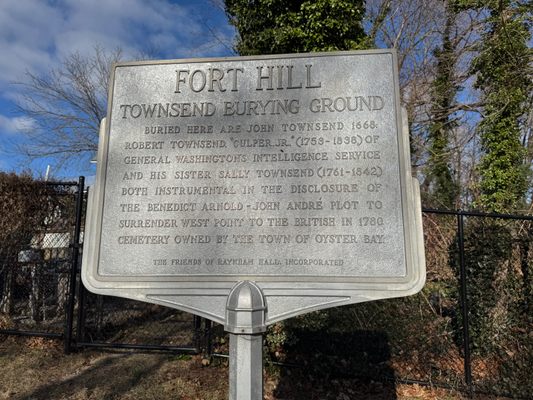 FORT HILL
TOWNSEND BURYING GROUND
BURIED HERE ARE JOHN TOWNSEND 1668,
ROBERT TOWNSEND, "CULPER, JR." (1753-1838) OF
GENERAL WASHINGTON'S INTELLIGENCE SERVICE
AND HIS SISTER SALLY TOWNSEND (1761-1842)
BOTH INSTRUMENTAL IN THE DISCLOSURE OF
THE BENEDICT ARNOLD-JOHN ANDRÉ PLOT TO
SURRENDER WEST POINT TO THE BRITISH IN 1780.
CEMETERY OWNED BY THE TOWN OF OYSTER BAY.
THE FRIENDS OF RAYNHAM HALL, INCORPORATED